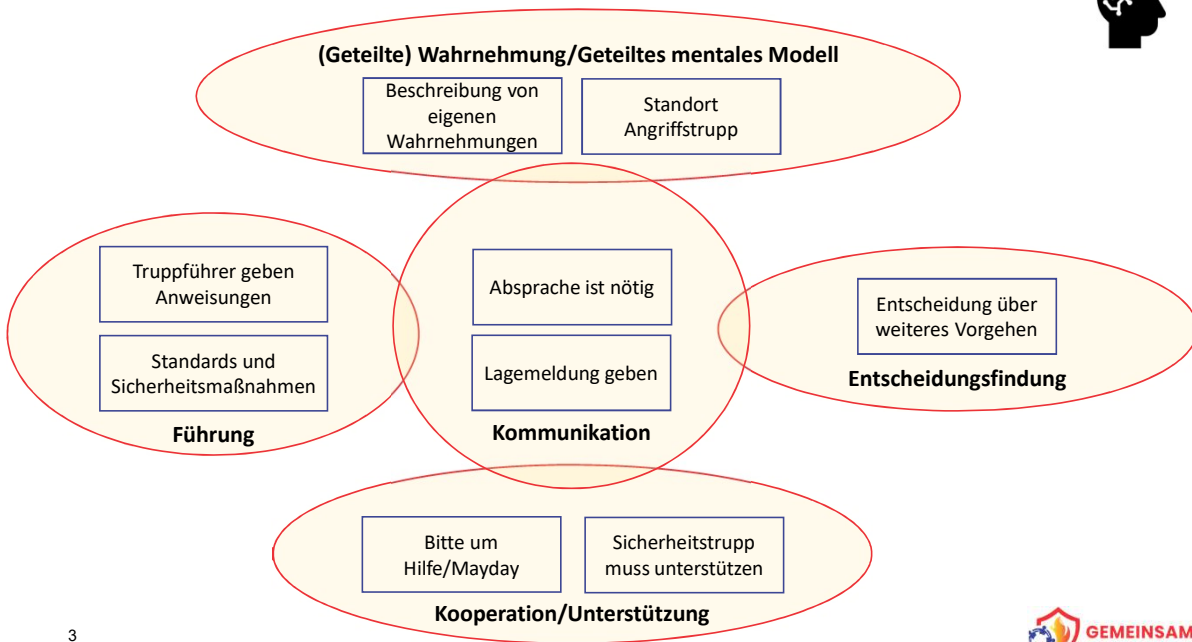 (Geteilte) Wahrnehmung/Geteiltes mentales Modell
Beschreibung von
eigenen
Wahrnehmungen
Standort
Angriffstrupp
Truppführer geben
Anweisungen
Standards und
Sicherheitsmaßnahmen
Führung
Absprache ist nötig
Lagemeldung geben
Kommunikation
Entscheidung über
weiteres Vorgehen
Entscheidungsfindung
Bitte um
Hilfe/Mayday
Sicherheitstrupp
muss unterstützen
Kooperation/Unterstützung
3
GEMEINSAM